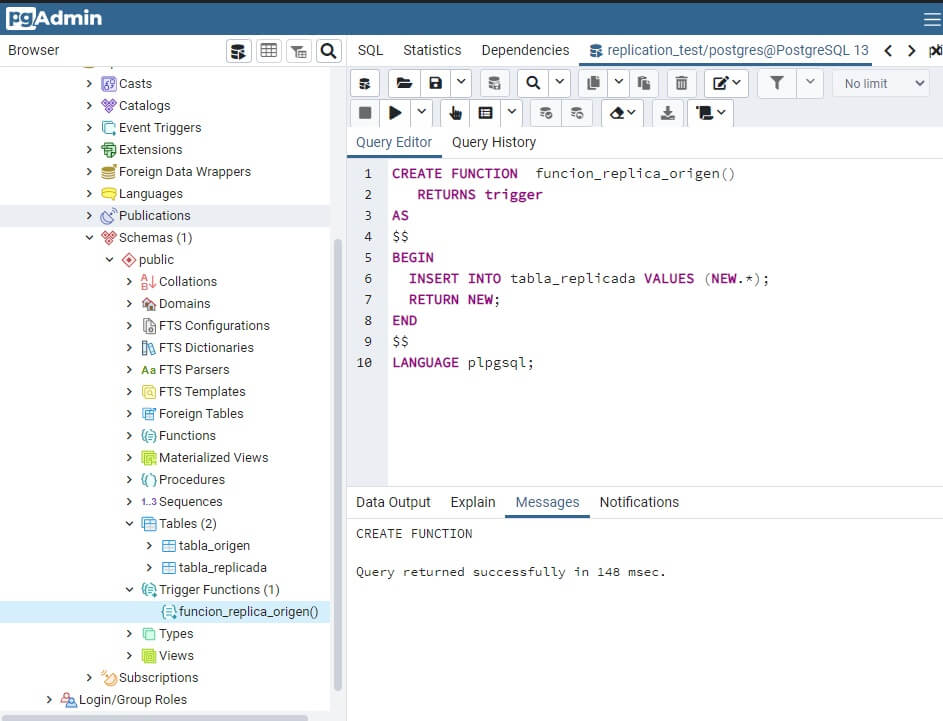 pgAdmin
Browser
SQL Statistics Dependencies replication_test/postgres@PostgreSQL 13
No limit
Query Editor Query History
Casts
Catalogs
Event Triggers
Extensions
Foreign Data Wrappers
Languages
Publications
Schemas (1)
public
Collations
Domains
FTS Configurations
FTS Dictionaries
Aa FTS Parsers
FTS Templates
Foreign Tables
Functions
Materialized Views
Procedures
1..3 Sequences
Tables (2)
tabla_origen
tabla_replicada
Trigger Functions (1)
funcion_replica_origen()
Types
Views
Subscriptions
Login/Group Roles
1 CREATE FUNCTION  funcion_replica_origen()
2    RETURNS trigger
3 AS
4 $$
5 BEGIN
6   INSERT INTO tabla_replicada VALUES (NEW.*);
7   RETURN NEW;
8 END
9 $$
10 LANGUAGE plpgsql;
Data Output Explain Messages Notifications
CREATE FUNCTION
Query returned successfully in 148 msec.